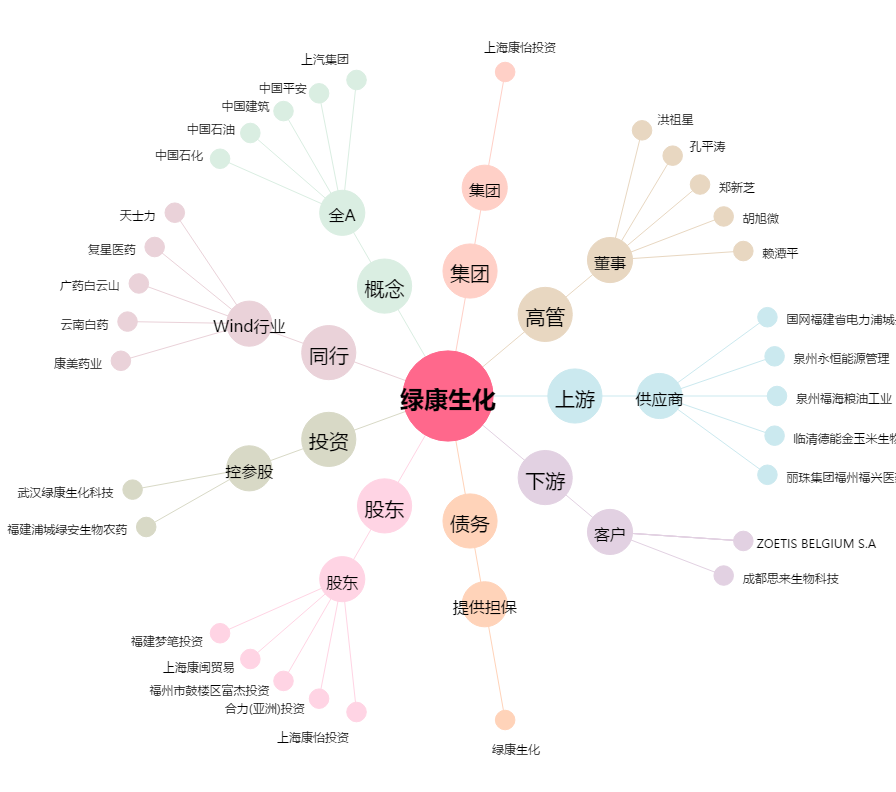 上海康怡投资
上汽集团
中国平安
中国建筑
中国石油
中国石化
集团
全A
集团
概念
洪祖星
孔平涛
郑新芝
胡旭微
赖潭平
董事
高管
天士力
复星医药
广药白云山
云南白药
康美药业
Wind行业
同行
绿康生化
上游
供应商
国网福建省电力浦城
泉州永恒能源管理
泉州福海粮油工业
临清德能金玉米生物
丽珠集团福州福兴医
投资
控参股
武汉绿康生化科技
福建浦城绿安生物农药
下游
客户
ZOETIS BELGIUM S.A
成都思来生物科技
股东
股东
福建梦笔投资
上海康闽贸易
福州市鼓楼区富杰投资
合力(亚洲)投资
上海康怡投资
债务
提供担保
绿康生化